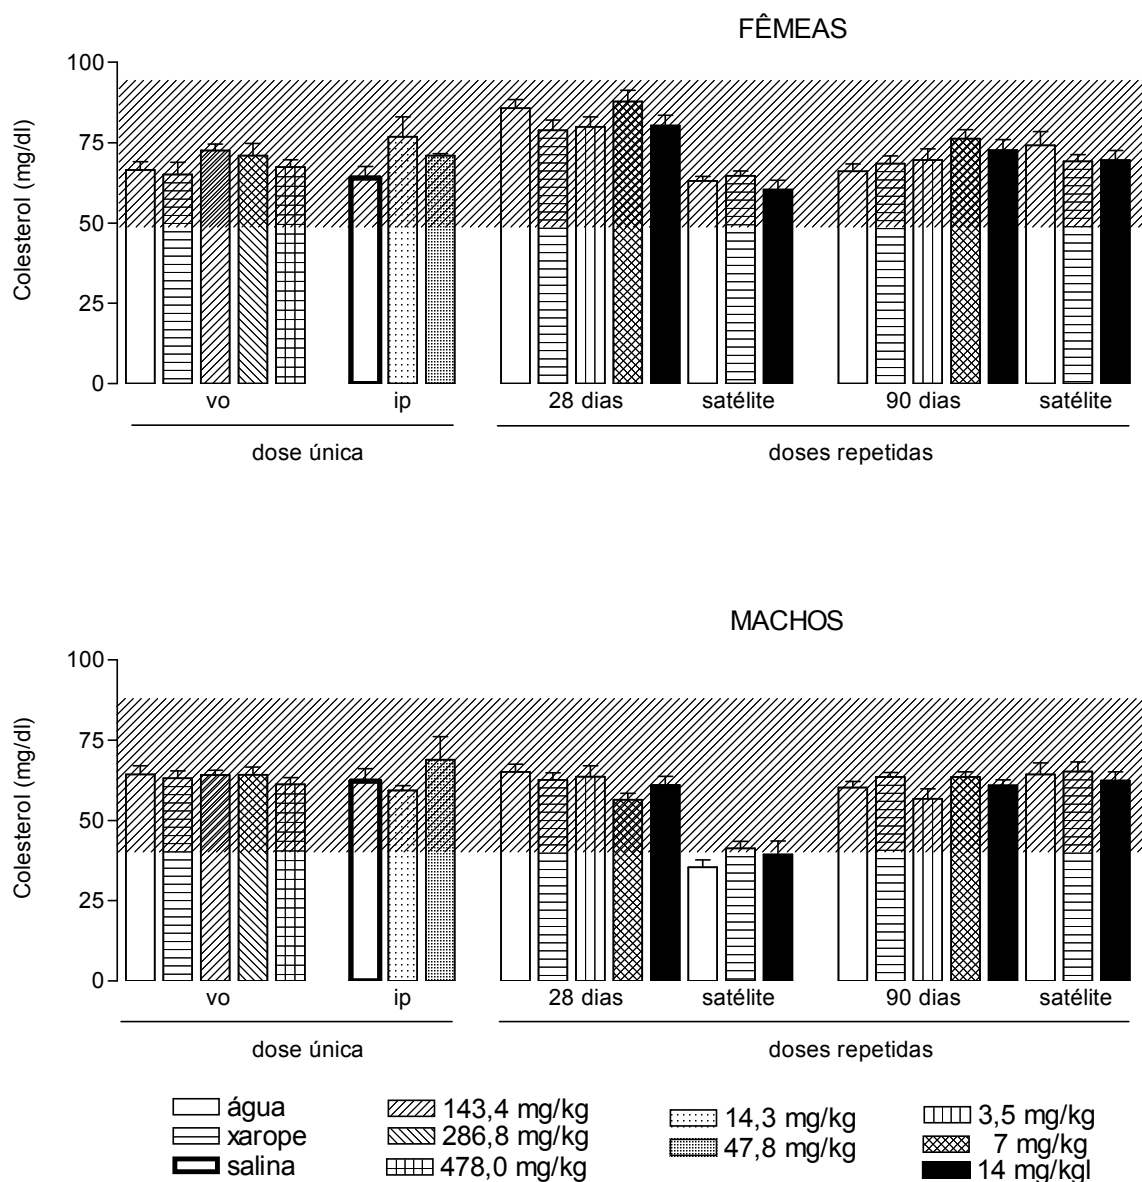 FÊMEAS
100
75
50
25
0
Colesterol (mg/dl)
vo ip 28 dias satélite 90 dias satélite
dose única doses repetidas
MACHOS
100
75
50
25
0
Colesterol (mg/dl)
vo ip 28 dias satélite 90 dias satélite
dose única doses repetidas
água 143,4 mg/kg 14,3 mg/kg 3,5 mg/kg
xarope 286,8 mg/kg 47,8 mg/kg 7 mg/kg
salina 478,0 mg/kg 14 mg/kgl